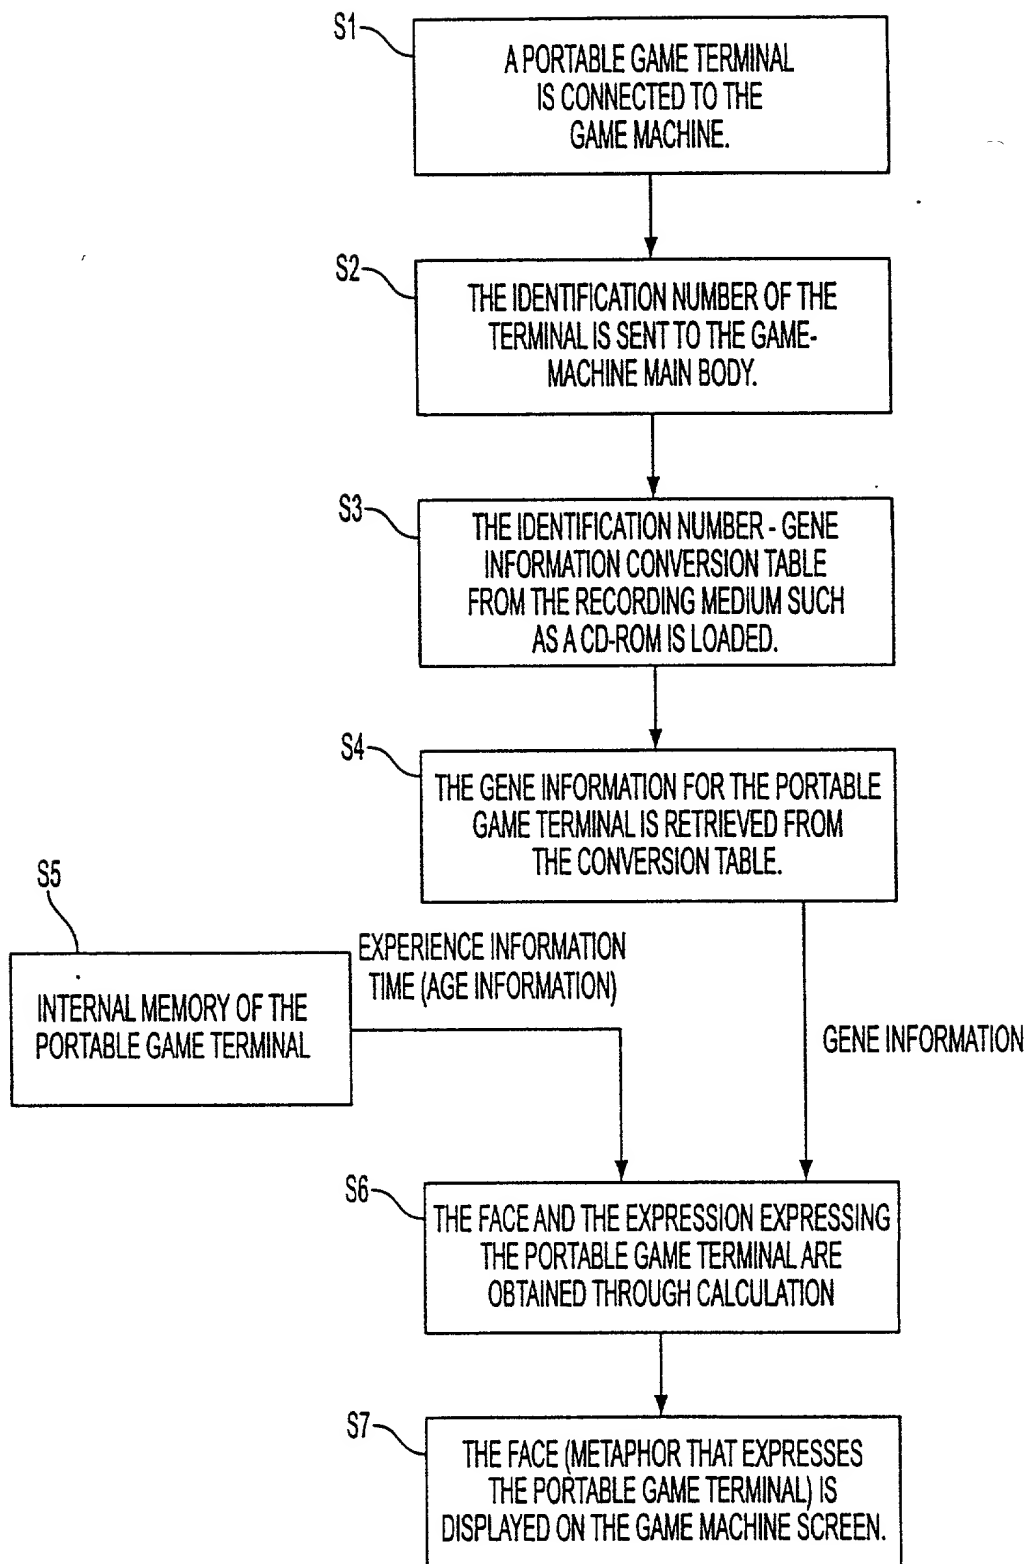 S1
A PORTABLE GAME TERMINAL
IS CONNECTED TO THE
GAME MACHINE.
S2
THE IDENTIFICATION NUMBER OF THE
TERMINAL IS SENT TO THE GAME-
MACHINE MAIN BODY.
S3
THE IDENTIFICATION NUMBER - GENE
INFORMATION CONVERSION TABLE
FROM THE RECORDING MEDIUM SUCH
AS A CD-ROM IS LOADED.
S4
THE GENE INFORMATION FOR THE PORTABLE
GAME TERMINAL IS RETRIEVED FROM
THE CONVERSION TABLE.
S5
INTERNAL MEMORY OF THE
PORTABLE GAME TERMINAL
EXPERIENCE INFORMATION
TIME (AGE INFORMATION)
GENE INFORMATION
S6
THE FACE AND THE EXPRESSION EXPRESSING
THE PORTABLE GAME TERMINAL ARE
OBTAINED THROUGH CALCULATION
S7
THE FACE (METAPHOR THAT EXPRESSES
THE PORTABLE GAME TERMINAL) IS
DISPLAYED ON THE GAME MACHINE SCREEN.